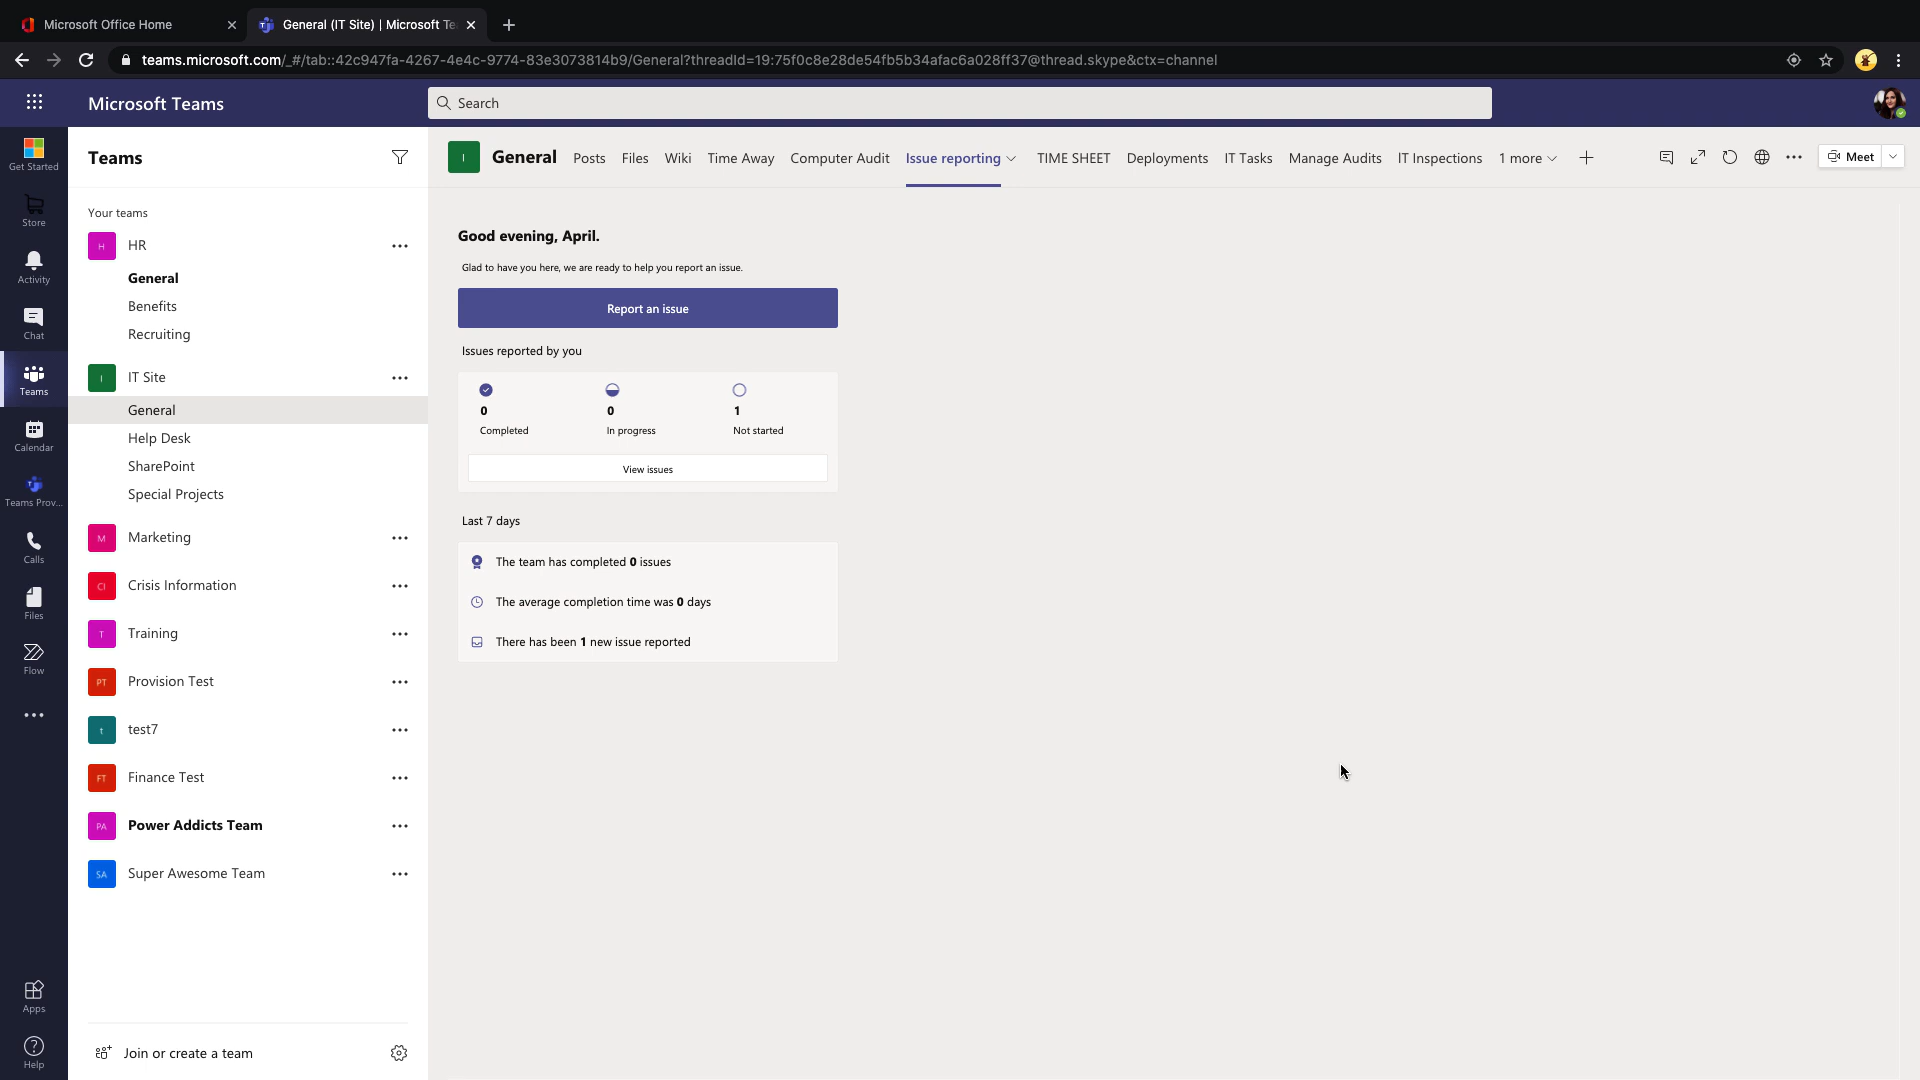 Microsoft Office Home
General (IT Site) | Microsoft Te
teams.microsoft.com/_#/tab::42c947fa-4267-4e4c-9774-83e3073814b9/General?threadId=19:75f0c8e28de54fb5b34afac6a028ff37@thread.skype&ctx=channel
Microsoft Teams
Search
Get Started
Store
Activity
Chat
Teams
Calendar
Teams Prov...
Calls
Files
Flow
Apps
Help
Teams
Your teams
H HR
General
Benefits
Recruiting
I IT Site
General
Help Desk
SharePoint
Special Projects
M Marketing
CI Crisis Information
T Training
PT Provision Test
t test7
FT Finance Test
PA Power Addicts Team
SA Super Awesome Team
Join or create a team
I General Posts Files Wiki Time Away Computer Audit Issue reporting TIME SHEET Deployments IT Tasks Manage Audits IT Inspections 1 more Meet
Good evening, April.
Glad to have you here, we are ready to help you report an issue.
Report an issue
Issues reported by you
0 0 1
Completed In progress Not started
View issues
Last 7 days
The team has completed 0 issues
The average completion time was 0 days
There has been 1 new issue reported